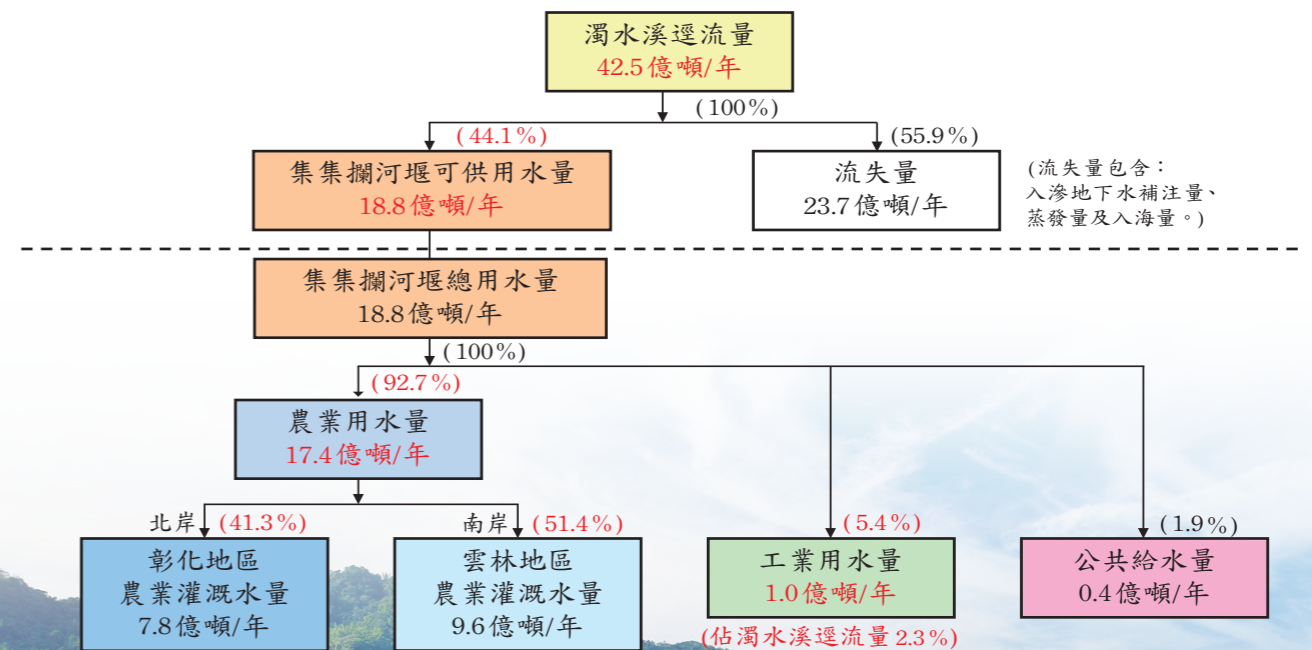 濁水溪逕流量
42.5億噸/年
(100%)
(44.1%)
(55.9%)
集集攔河堰可供用水量
18.8億噸/年
流失量
23.7億噸/年
(流失量包含：
入滲地下水補注量、
蒸發量及入海量。)
集集攔河堰總用水量
18.8億噸/年
(100%)
(92.7%)
農業用水量
17.4億噸/年
北岸 (41.3%)
南岸 (51.4%)
(5.4%)
(1.9%)
彰化地區
農業灌溉水量
7.8億噸/年
雲林地區
農業灌溉水量
9.6億噸/年
工業用水量
1.0億噸/年
(佔濁水溪逕流量2.3%)
公共給水量
0.4億噸/年